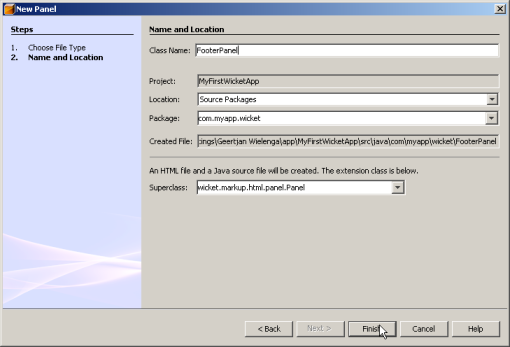 New Panel
Steps
1. Choose File Type
2. Name and Location
Name and Location
Class Name: FooterPanel
Project: MyFirstWicketApp
Location: Source Packages
Package: com.myapp.wicket
Created File: :ings\Geertjan Wielenga\app\MyFirstWicketApp\src\java\com\myapp\wicket\FooterPanel
An HTML file and a Java source file will be created. The extension class is below.
Superclass: wicket.markup.html.panel.Panel
< Back Next > Finish Cancel Help